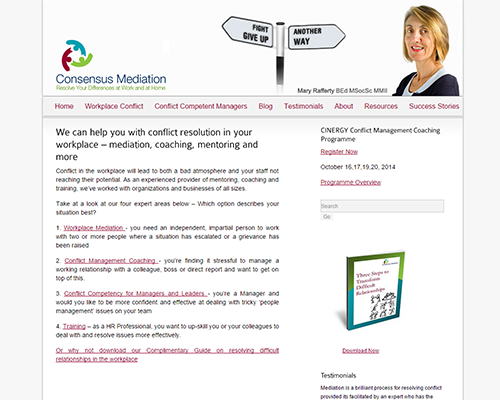 FIGHT
GIVE UP
ANOTHER
WAY
Consensus Mediation
Resolve Your Differences at Work and at Home
Mary Rafferty BEd MSocSc MMII
Home Workplace Conflict Conflict Competent Managers Blog Testimonials About Resources Success Stories
We can help you with conflict resolution in your
workplace – mediation, coaching, mentoring and
more
Conflict in the workplace will lead to both a bad atmosphere and your staff not
reaching their potential. As an experienced provider of mentoring, coaching and
training, we've worked with organizations and businesses of all sizes.
Take a look at our four expert areas below – Which option describes your
situation best?
1. Workplace Mediation - you need an independent, impartial person to work
with two or more people where a situation has escalated or a grievance has
been raised
2. Conflict Management Coaching - you're finding it stressful to manage a
working relationship with a colleague, boss or direct report and want to get on
top of this.
3. Conflict Competency for Managers and Leaders - you're a Manager and
would you like to be more confident and effective at dealing with tricky 'people
management' issues on your team
4. Training – as a HR Professional, you want to up-skill you or your colleagues to
deal with and resolve issues more effectively.
Or why not download our Complimentary Guide on resolving difficult
relationships in the workplace
CINERGY Conflict Management Coaching
Programme
Register Now
October 16,17,19,20, 2014
Programme Overview
Search
Go
Three Steps to
Transform
Difficult
Relationships
Download Now
Testimonials
Mediation is a brilliant process for resolving conflict
provided its facilitated by an expert who has the